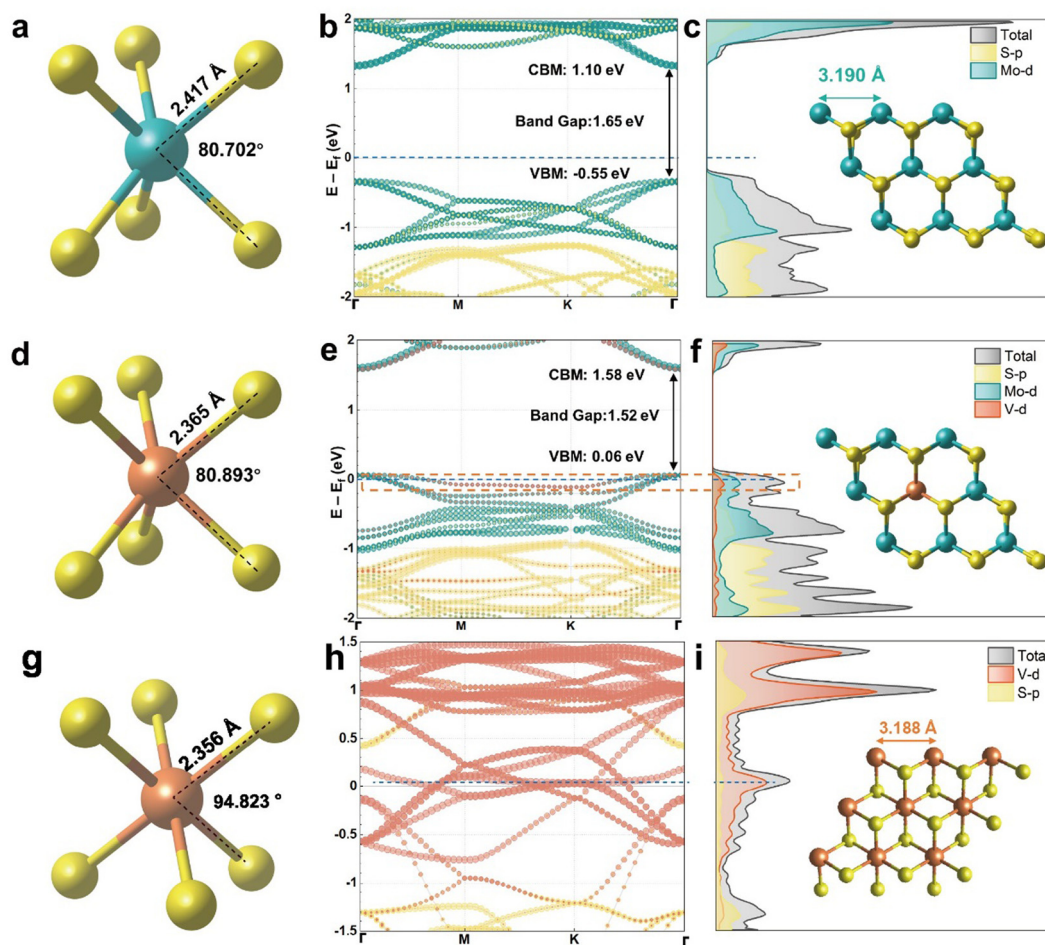 a
2.417 Å
80.702°
b
2
1
0
-1
-2
E – Ef (eV)
CBM: 1.10 eV
Band Gap:1.65 eV
VBM: -0.55 eV
Γ M K Γ
c
Total
S-p
Mo-d
3.190 Å
d
2.365 Å
80.893°
e
2
1
0
-1
-2
E – Ef (eV)
CBM: 1.58 eV
Band Gap:1.52 eV
VBM: 0.06 eV
Γ M K Γ
f
Total
S-p
Mo-d
V-d
g
2.356 Å
94.823 °
h
1.5
1
0.5
0
-0.5
-1
-1.5
Γ M K Γ
i
Total
V-d
S-p
3.188 Å